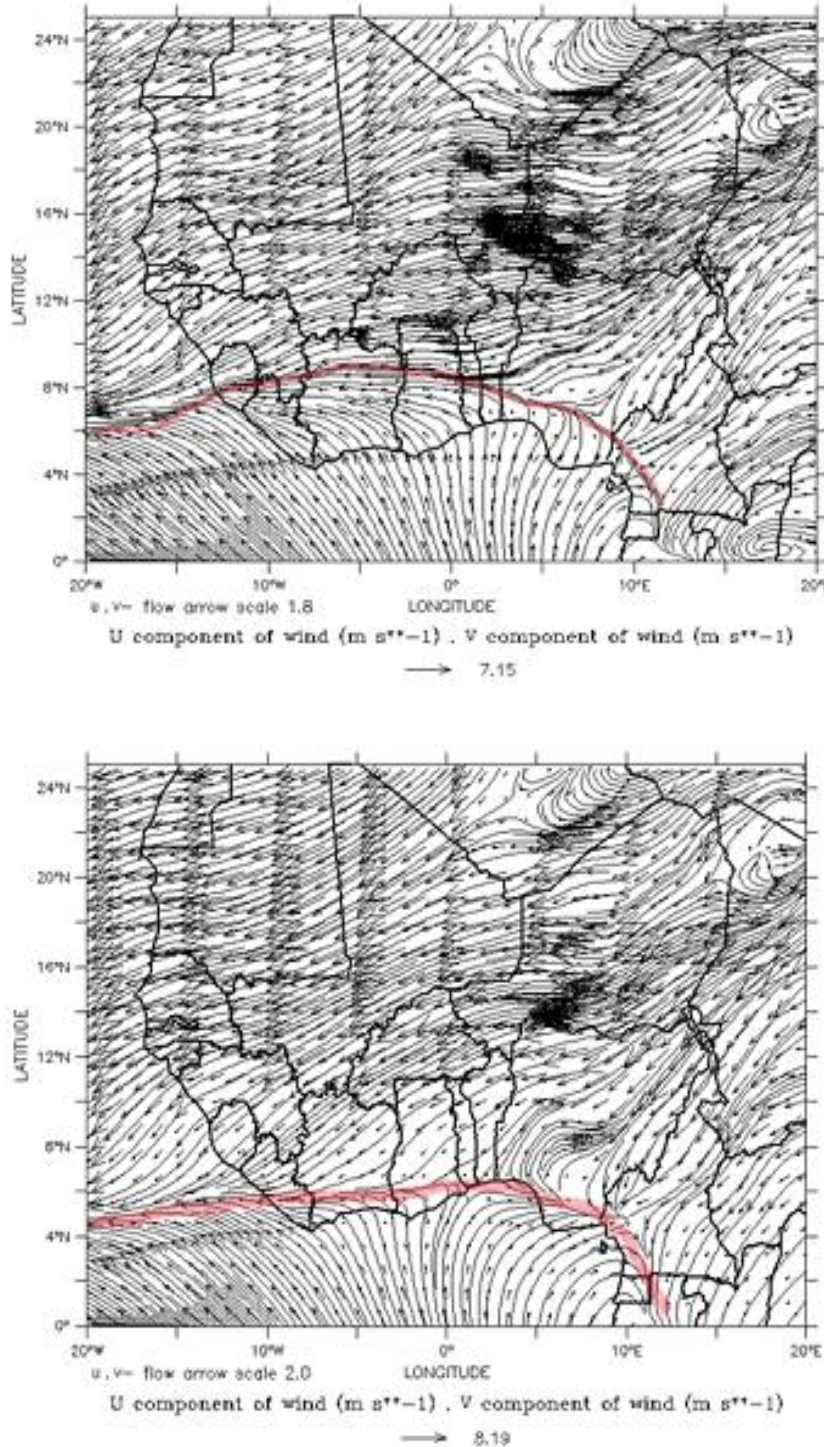 24°N
20°N
16°N
12°N
8°N
4°N
0°
LATITUDE
20°W 10°W 0° 10°E 20°E
u,v– flow arrow scale 1.8 LONGITUDE
U component of wind (m s**–1) , V component of wind (m s**–1)
7.15
24°N
20°N
16°N
12°N
8°N
4°N
0°
LATITUDE
20°W 10°W 0° 10°E 20°E
u,v– flow arrow scale 2.0 LONGITUDE
U component of wind (m s**–1) , V component of wind (m s**–1)
8.19